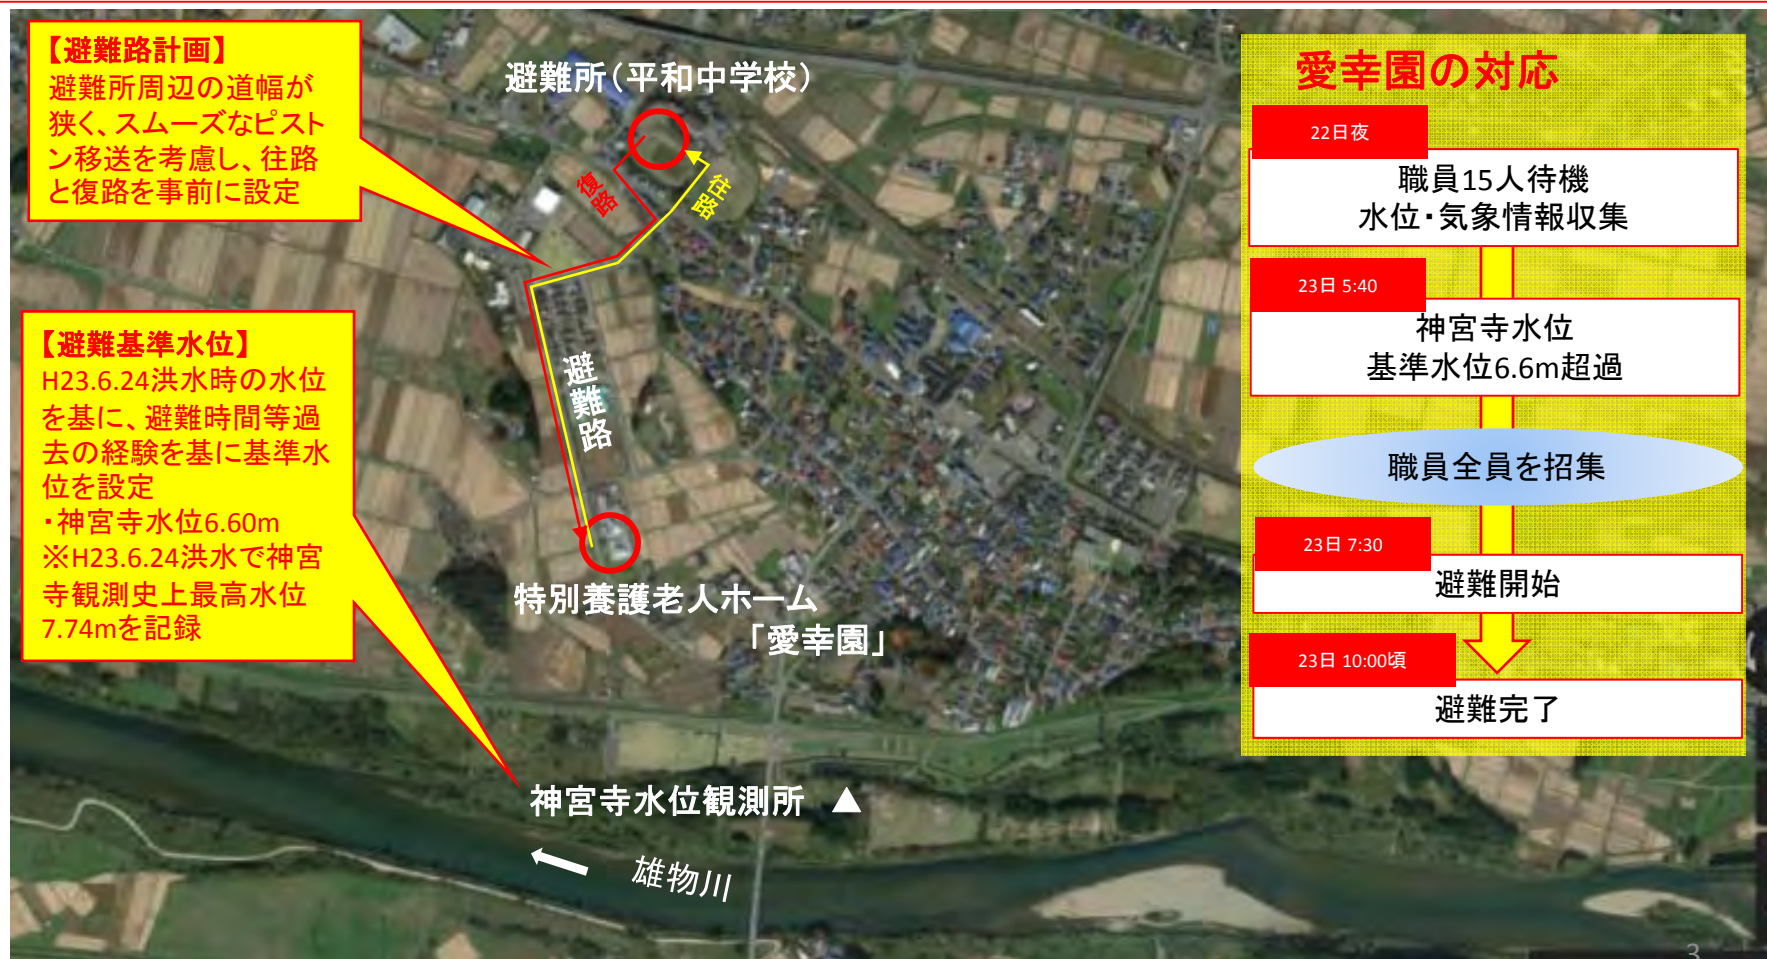 【避難路計画】
避難所周辺の道幅が
狭く、スムーズなピスト
ン移送を考慮し、往路
と復路を事前に設定
避難所(平和中学校)
復路
往路
避難路
【避難基準水位】
H23.6.24洪水時の水位
を基に、避難時間等過
去の経験を基に基準水
位を設定
・神宮寺水位6.60m
※H23.6.24洪水で神宮
寺観測史上最高水位
7.74mを記録
特別養護老人ホーム
「愛幸園」
神宮寺水位観測所 ▲
雄物川
愛幸園の対応
22日夜
職員15人待機
水位・気象情報収集
23日 5:40
神宮寺水位
基準水位6.6m超過
職員全員を招集
23日 7:30
避難開始
23日 10:00頃
避難完了
3